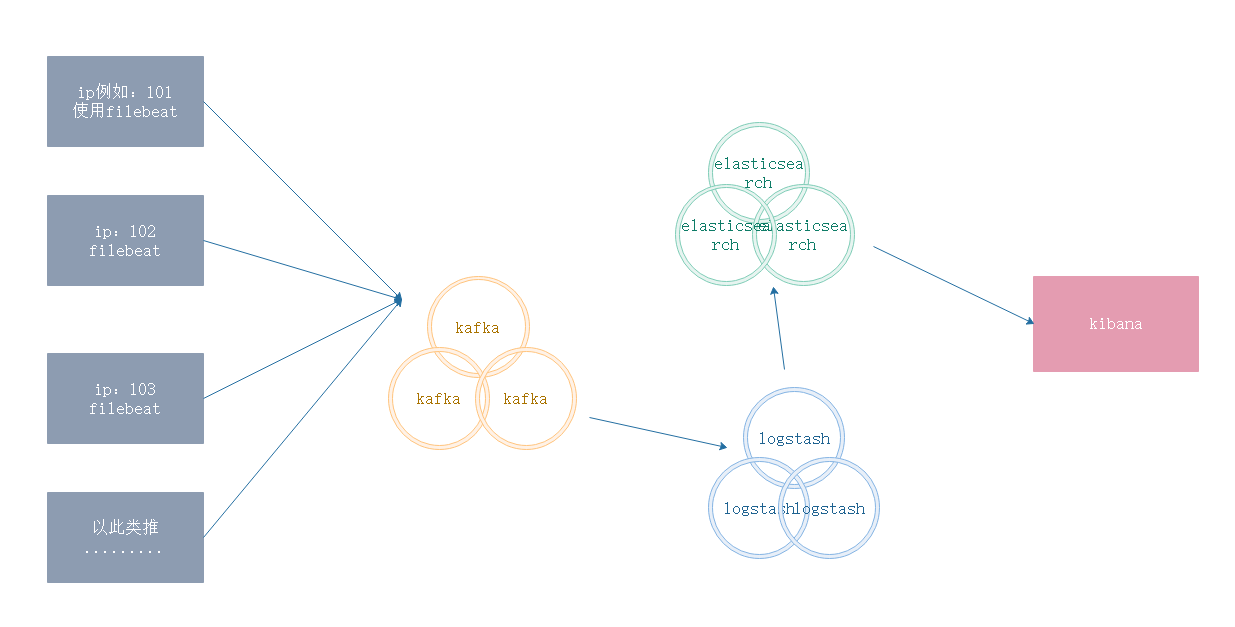 ip例如：101
使用filebeat
ip：102
filebeat
ip：103
filebeat
以此类推
.........
kafka
kafka
kafka
elasticsea
rch
elasticsea
rch
elasticsea
rch
logstash
logstash
logstash
kibana